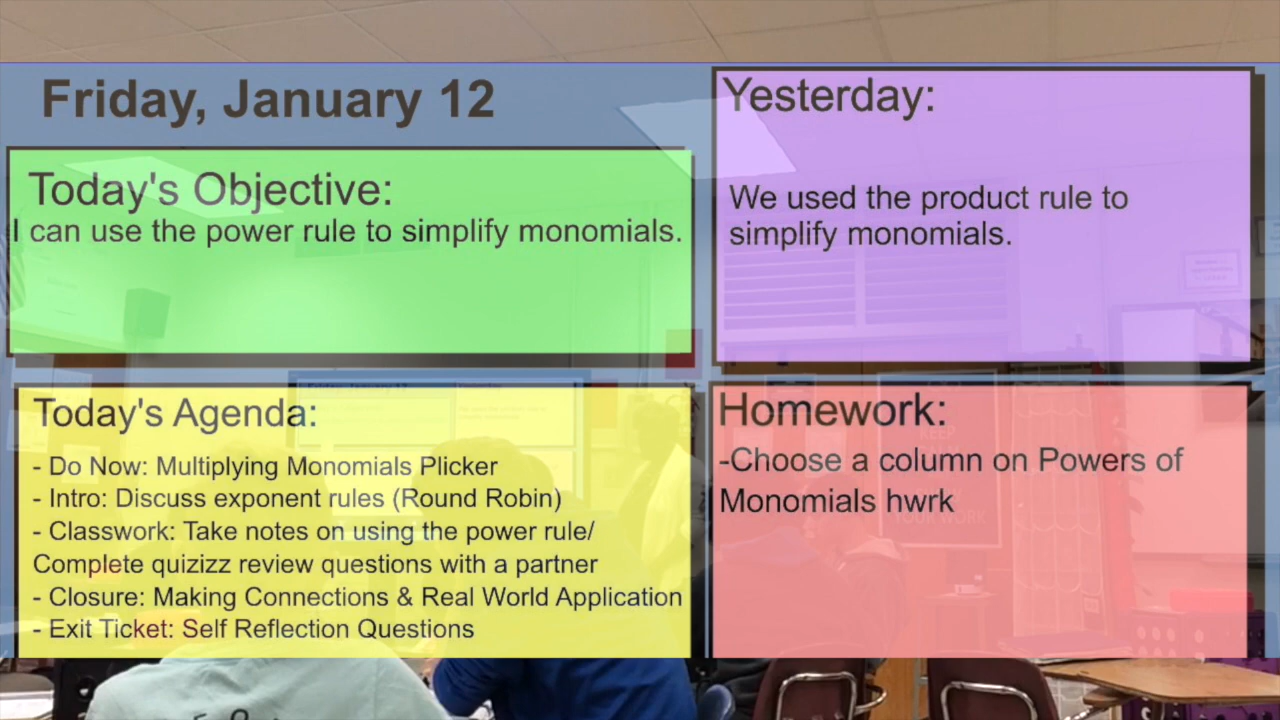 Friday, January 12
Today's Objective:
I can use the power rule to simplify monomials.
Yesterday:
We used the product rule to
simplify monomials.
Today's Agenda:
- Do Now: Multiplying Monomials Plicker
- Intro: Discuss exponent rules (Round Robin)
- Classwork: Take notes on using the power rule/
Complete quizizz review questions with a partner
- Closure: Making Connections & Real World Application
- Exit Ticket: Self Reflection Questions
Homework:
-Choose a column on Powers of
Monomials hwrk
KEEP
YOUR WORK